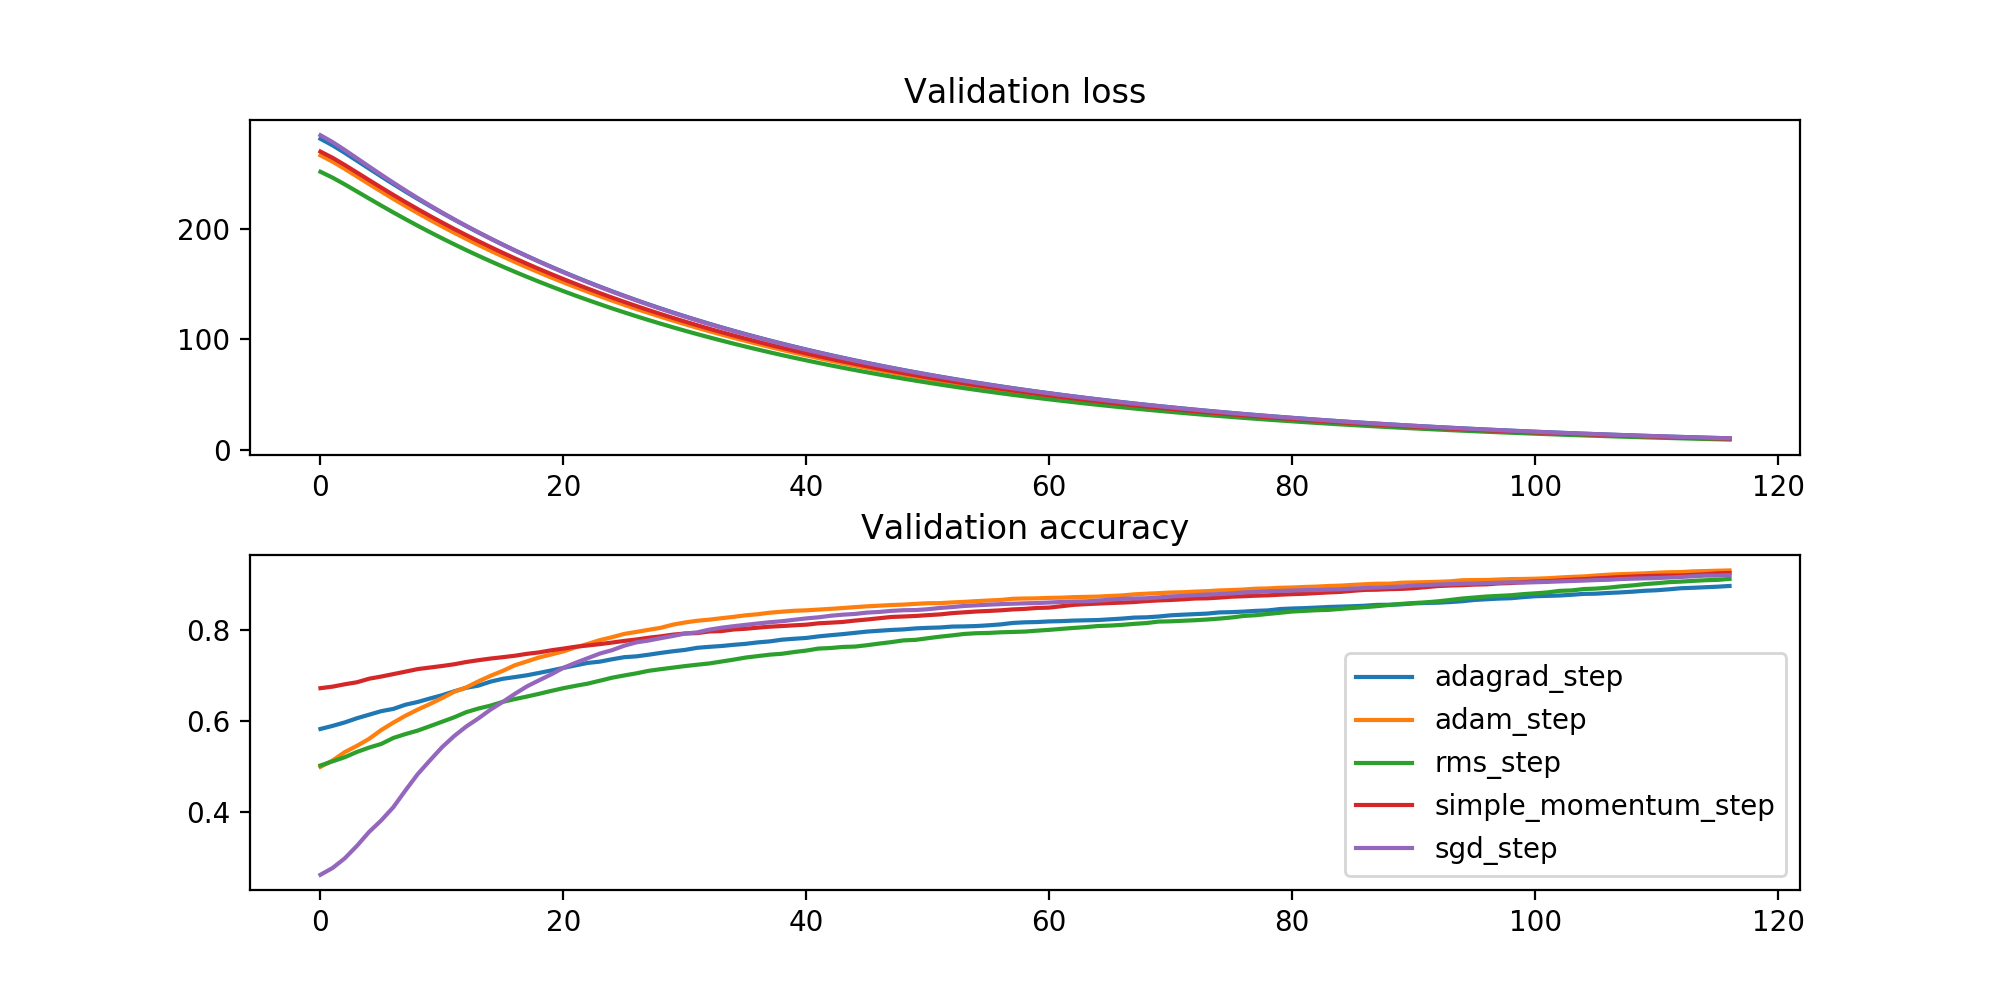 Validation loss
200
100
0
0 20 40 60 80 100 120
Validation accuracy
0.8
0.6
0.4
adagrad_step
adam_step
rms_step
simple_momentum_step
sgd_step
0 20 40 60 80 100 120